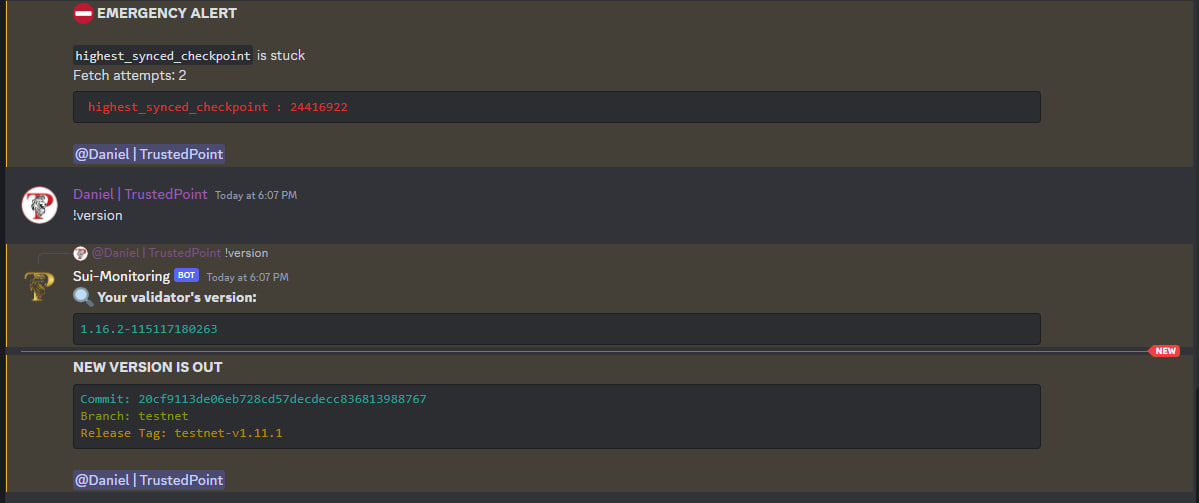 EMERGENCY ALERT
highest_synced_checkpoint is stuck
Fetch attempts: 2
highest_synced_checkpoint : 24416922
@Daniel | TrustedPoint
Daniel | TrustedPoint Today at 6:07 PM
!version
@Daniel | TrustedPoint !version
Sui-Monitoring BOT Today at 6:07 PM
Your validator's version:
1.16.2-115117180263
NEW
NEW VERSION IS OUT
Commit: 20cf9113de06eb728cd57decdecc836813988767
Branch: testnet
Release Tag: testnet-v1.11.1
@Daniel | TrustedPoint